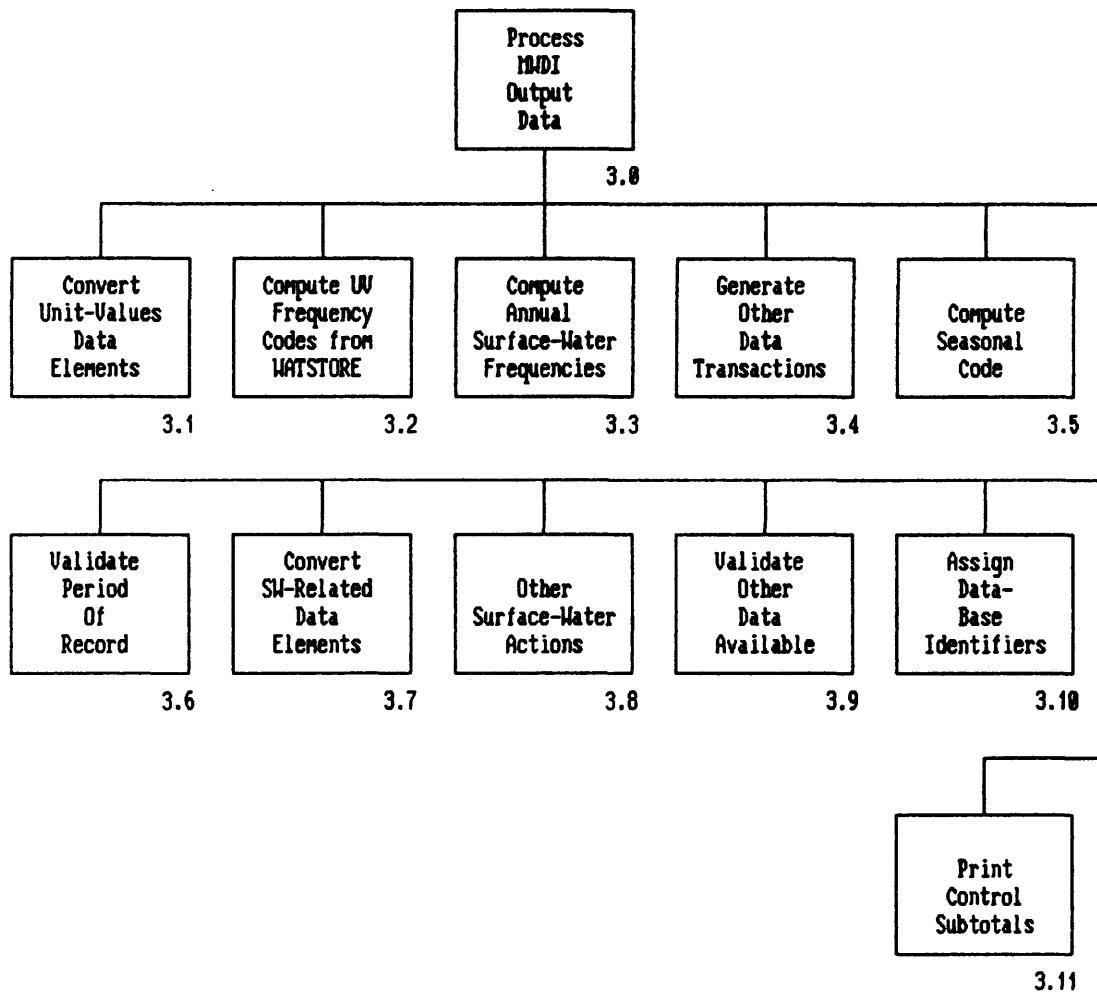 Process
MWDI
Output
Data
3.0
Convert
Unit-Values
Data
Elements
3.1
Compute UV
Frequency
Codes from
WATSTORE
3.2
Compute
Annual
Surface-Water
Frequencies
3.3
Generate
Other
Data
Transactions
3.4
Compute
Seasonal
Code
3.5
Validate
Period
Of
Record
3.6
Convert
SW-Related
Data
Elements
3.7
Other
Surface-Water
Actions
3.8
Validate
Other
Data
Available
3.9
Assign
Data-
Base
Identifiers
3.10
Print
Control
Subtotals
3.11